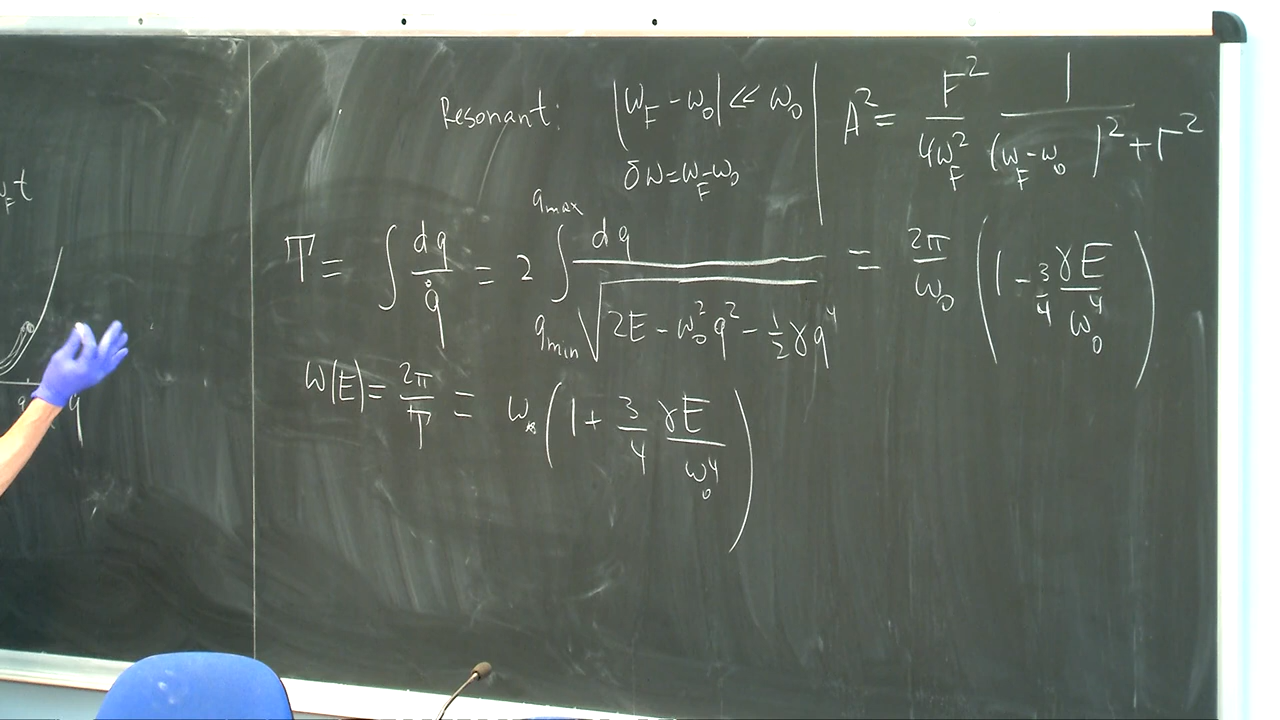 Resonant: |ω_F - ω_0| << ω_0
δω = ω_F - ω_0
A² = F²/4ω_F² 1/((ω_F - ω_0)² + Γ²)
ω_F t
T = ∫ dq/q̇ = 2 ∫_{q_min}^{q_max} dq/√(2E - ω_0² q² - ½ γq⁴) = 2π/ω_0 (1 - 3/4 γE/ω_0⁴)
q
ω(E) = 2π/T = ω_0 (1 + 3/4 γE/ω_0⁴)